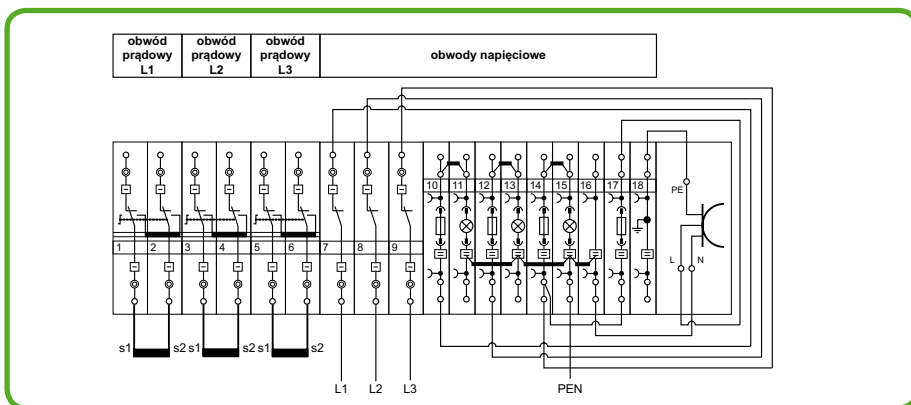 obwód prądowy L1
obwód prądowy L2
obwód prądowy L3
obwody napięciowe
10 11 12 13 14 15 16 17 18
PE
1 2 3 4 5 6 7 8 9
L N
s1 s2 s1 s2 s1 s2
L1 L2 L3 PEN